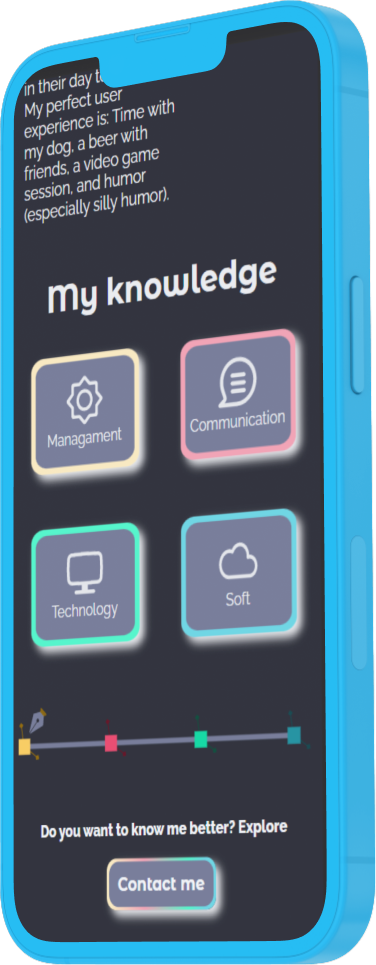 in their day
My perfect user
experience is: Time with
my dog, a beer with
friends, a video game
session, and humor
(especially silly humor).
My knowledge
Managament
Communication
Technology
Soft
Do you want to know me better? Explore
Contact me